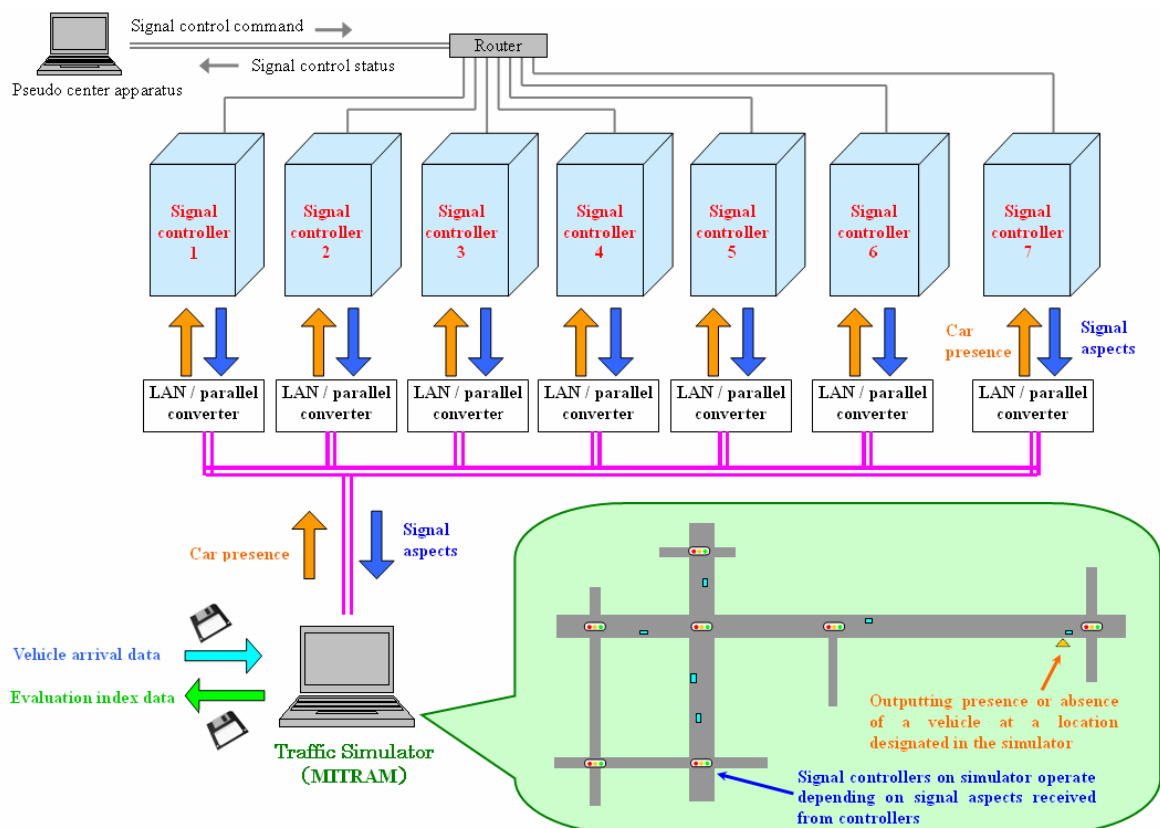 Signal control command
Router
Signal control status
Pseudo center apparatus
Signal
controller
1
Signal
controller
2
Signal
controller
3
Signal
controller
4
Signal
controller
5
Signal
controller
6
Signal
controller
7
Car
presence
Signal
aspects
LAN / parallel
converter
LAN / parallel
converter
LAN / parallel
converter
LAN / parallel
converter
LAN / parallel
converter
LAN / parallel
converter
LAN / parallel
converter
Car presence
Signal
aspects
Vehicle arrival data
Evaluation index data
Traffic Simulator
(MITRAM)
Outputting presence or absence
of a vehicle at a location
designated in the simulator
Signal controllers on simulator operate
depending on signal aspects received
from controllers